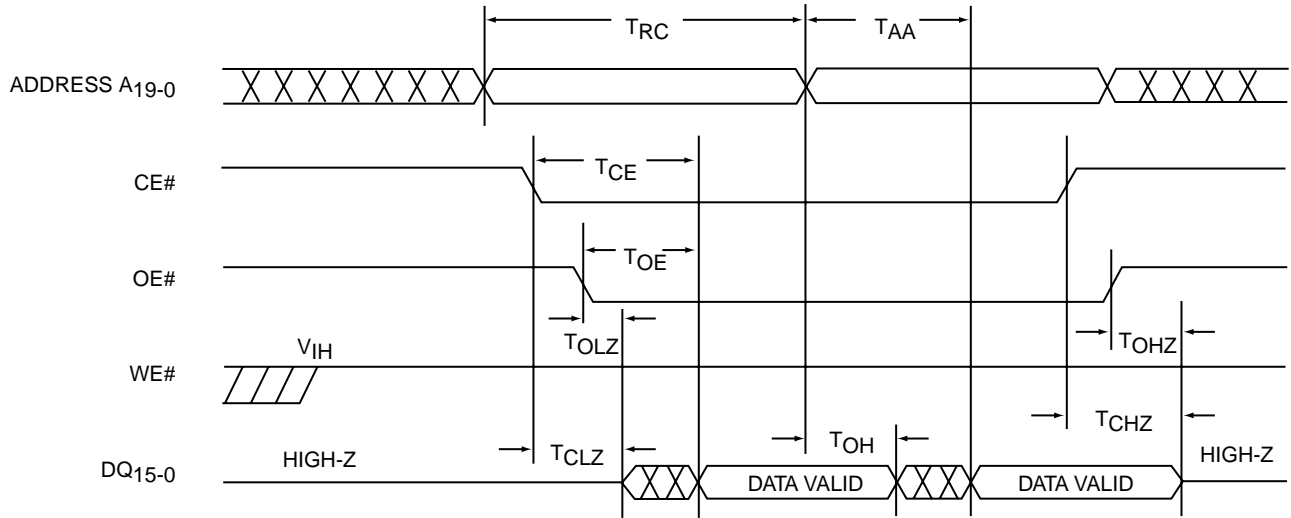 TRC
TAA
ADDRESS A19-0
TCE
CE#
TOE
OE#
TOLZ
TOHZ
VIH
WE#
TCHZ
TCLZ
TOH
HIGH-Z
HIGH-Z
DQ15-0
DATA VALID
DATA VALID